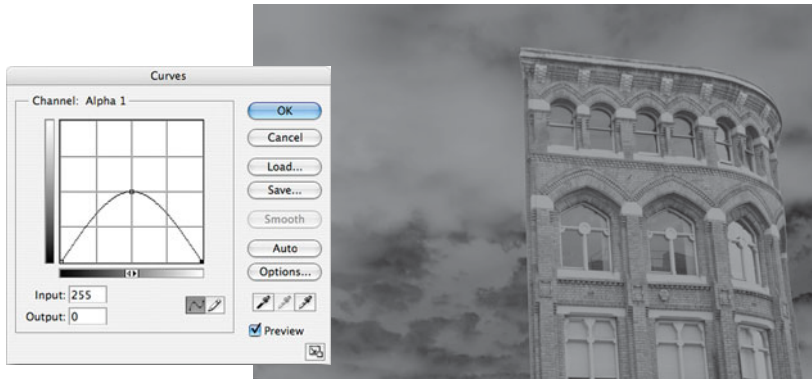 Curves
Channel: Alpha 1
OK
Cancel
Load...
Save...
Smooth
Auto
Options...
Input: 255
Output: 0
Preview